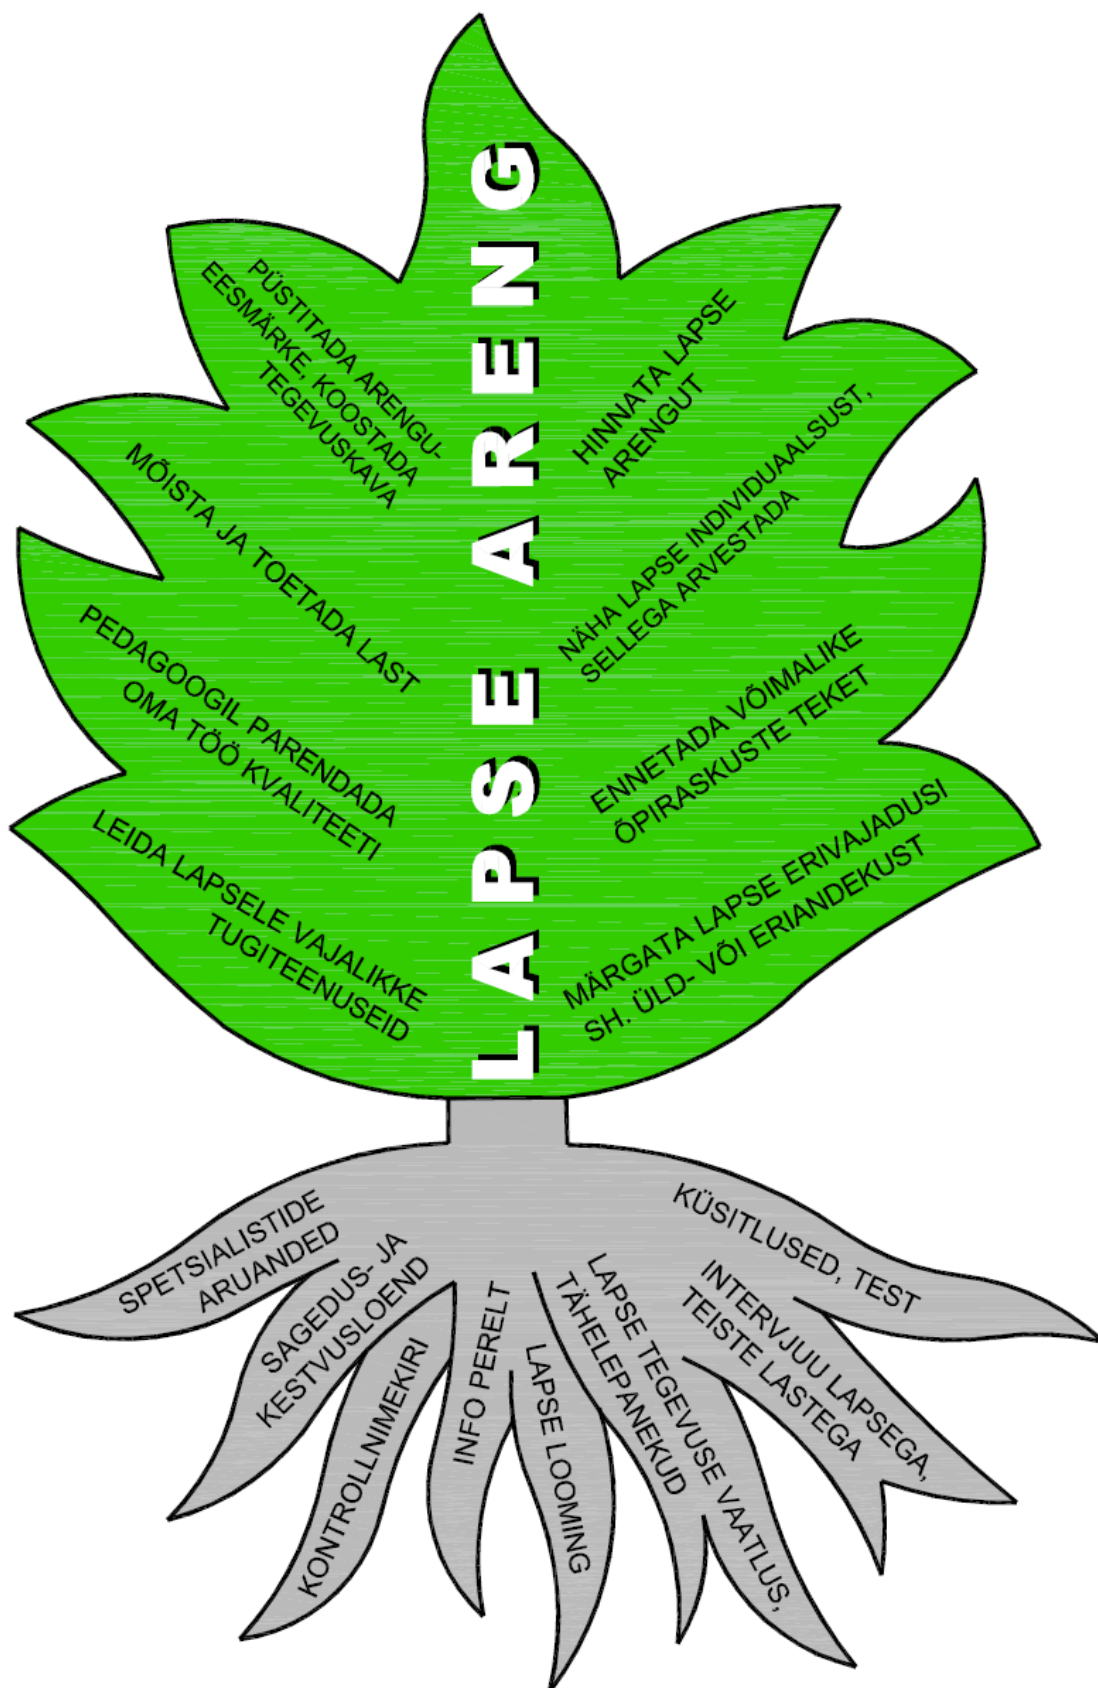 LAPSE ARENG
PÜSTITADA ARENGU-
EESMÄRKE, KOOSTADA
TEGEVUSKAVA
MÕISTA JA TOETADA LAST
PEDAGOOGIL PARENDADA
OMA TÖÖ KVALITEETI
LEIDA LAPSELE VAJALIKKE
TUGITEENUSEID
HINNATA LAPSE
ARENGUT
NÄHA LAPSE INDIVIDUAALSUST,
SELLEGA ARVESTADA
ENNETADA VÕIMALIKE
ÕPIRASKUSTE TEKET
MÄRGATA LAPSE ERIVAJADUSI
SH. ÜLD- VÕI ERIANDEKUST
SPETSIALISTIDE
ARUANDED
SAGEDUS- JA
KESTVUSLOEND
KONTROLLNIMEKIRI
INFO PERELT
LAPSE LOOMING
LAPSE TEGEVUSE VAATLUS,
TÄHELEPANEKUD
INTERVJUU LAPSEGA,
TEISTE LASTEGA
KÜSITLUSED, TEST